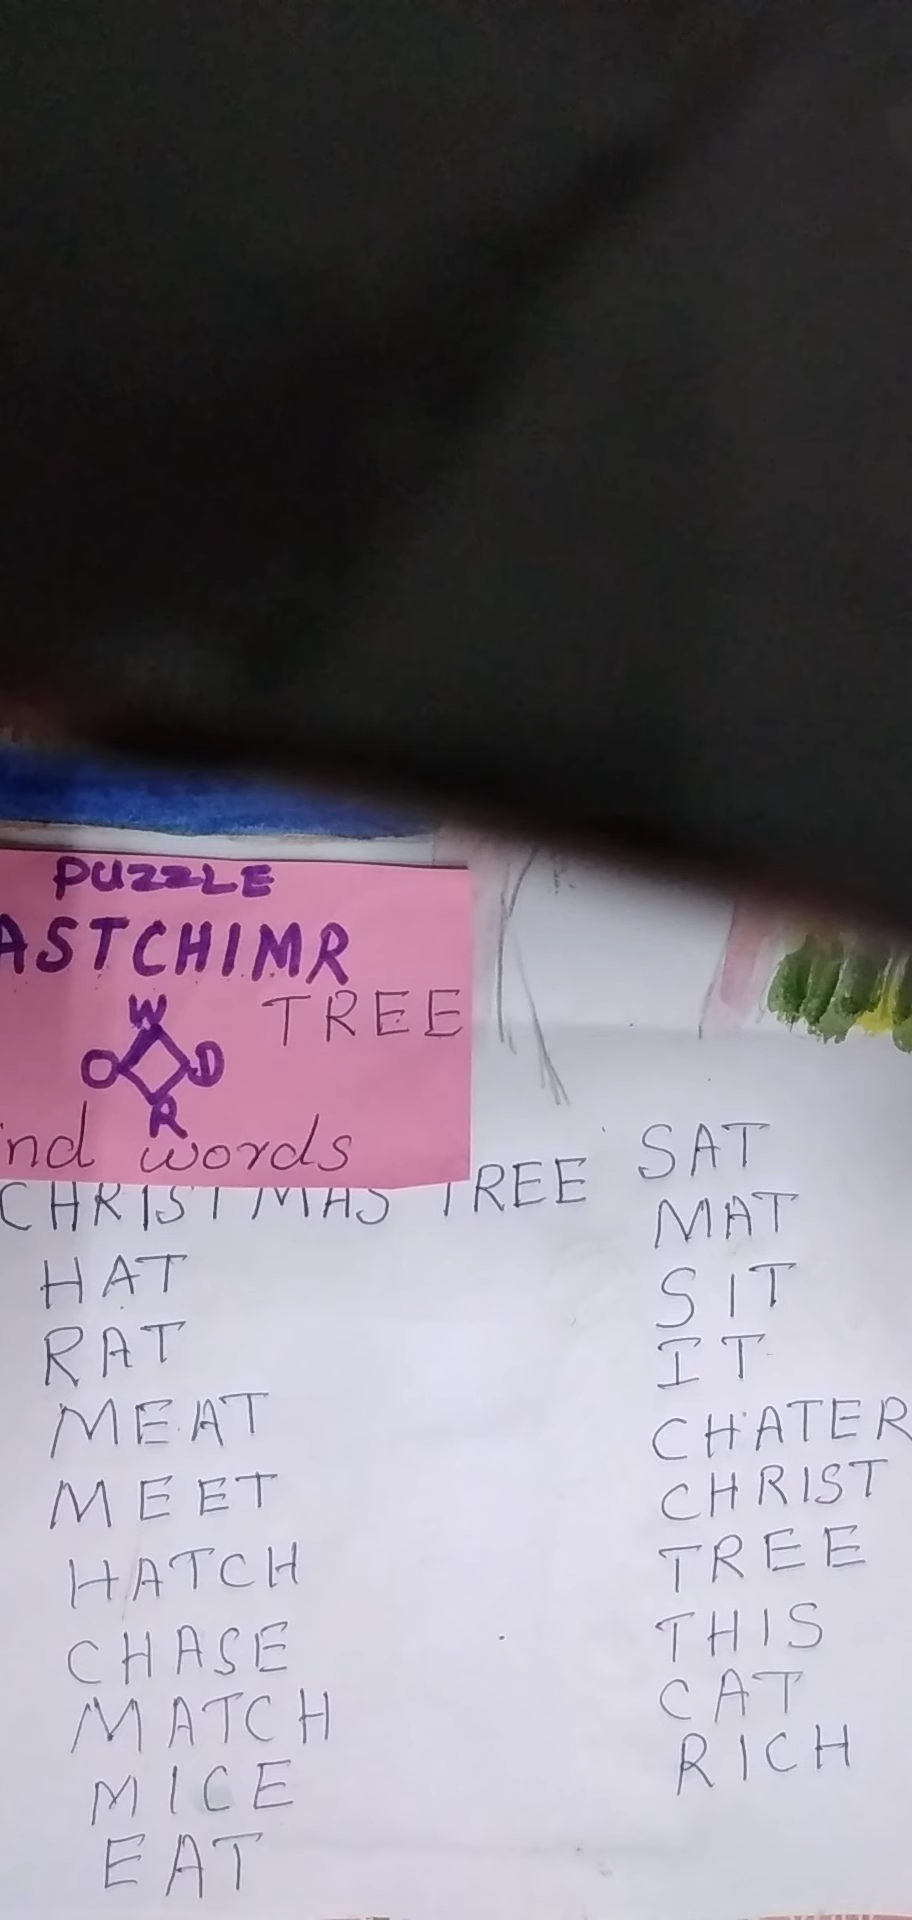 PUZZLE
ASTCHIMR
TREE
W
O D
R
ind words
CHRISTMAS TREE
HAT
RAT
MEAT
MEET
HATCH
CHASE
MATCH
MICE
EAT
SAT
MAT
SIT
IT
CHATER
CHRIST
TREE
THIS
CAT
RICH